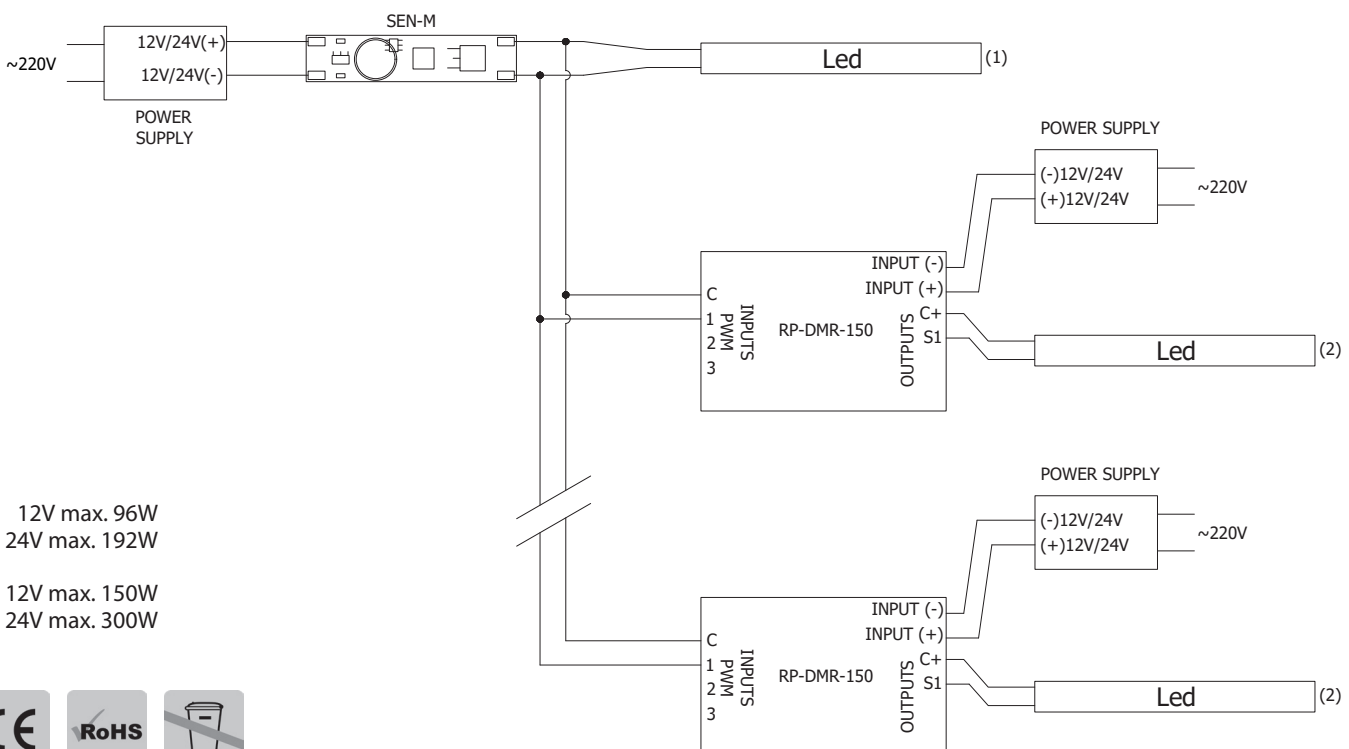 SEN-M
~220V
12V/24V(+)
12V/24V(-)
POWER
SUPPLY
Led
(1)
POWER SUPPLY
(-)12V/24V
(+)12V/24V
~220V
INPUT (-)
INPUT (+)
C
1
2
3
PWM
INPUTS
RP-DMR-150
OUTPUTS
C+
S1
Led
(2)
12V max. 96W
24V max. 192W
12V max. 150W
24V max. 300W
POWER SUPPLY
(-)12V/24V
(+)12V/24V
~220V
INPUT (-)
INPUT (+)
C
1
2
3
PWM
INPUTS
RP-DMR-150
OUTPUTS
C+
S1
Led
(2)
CE
RoHS